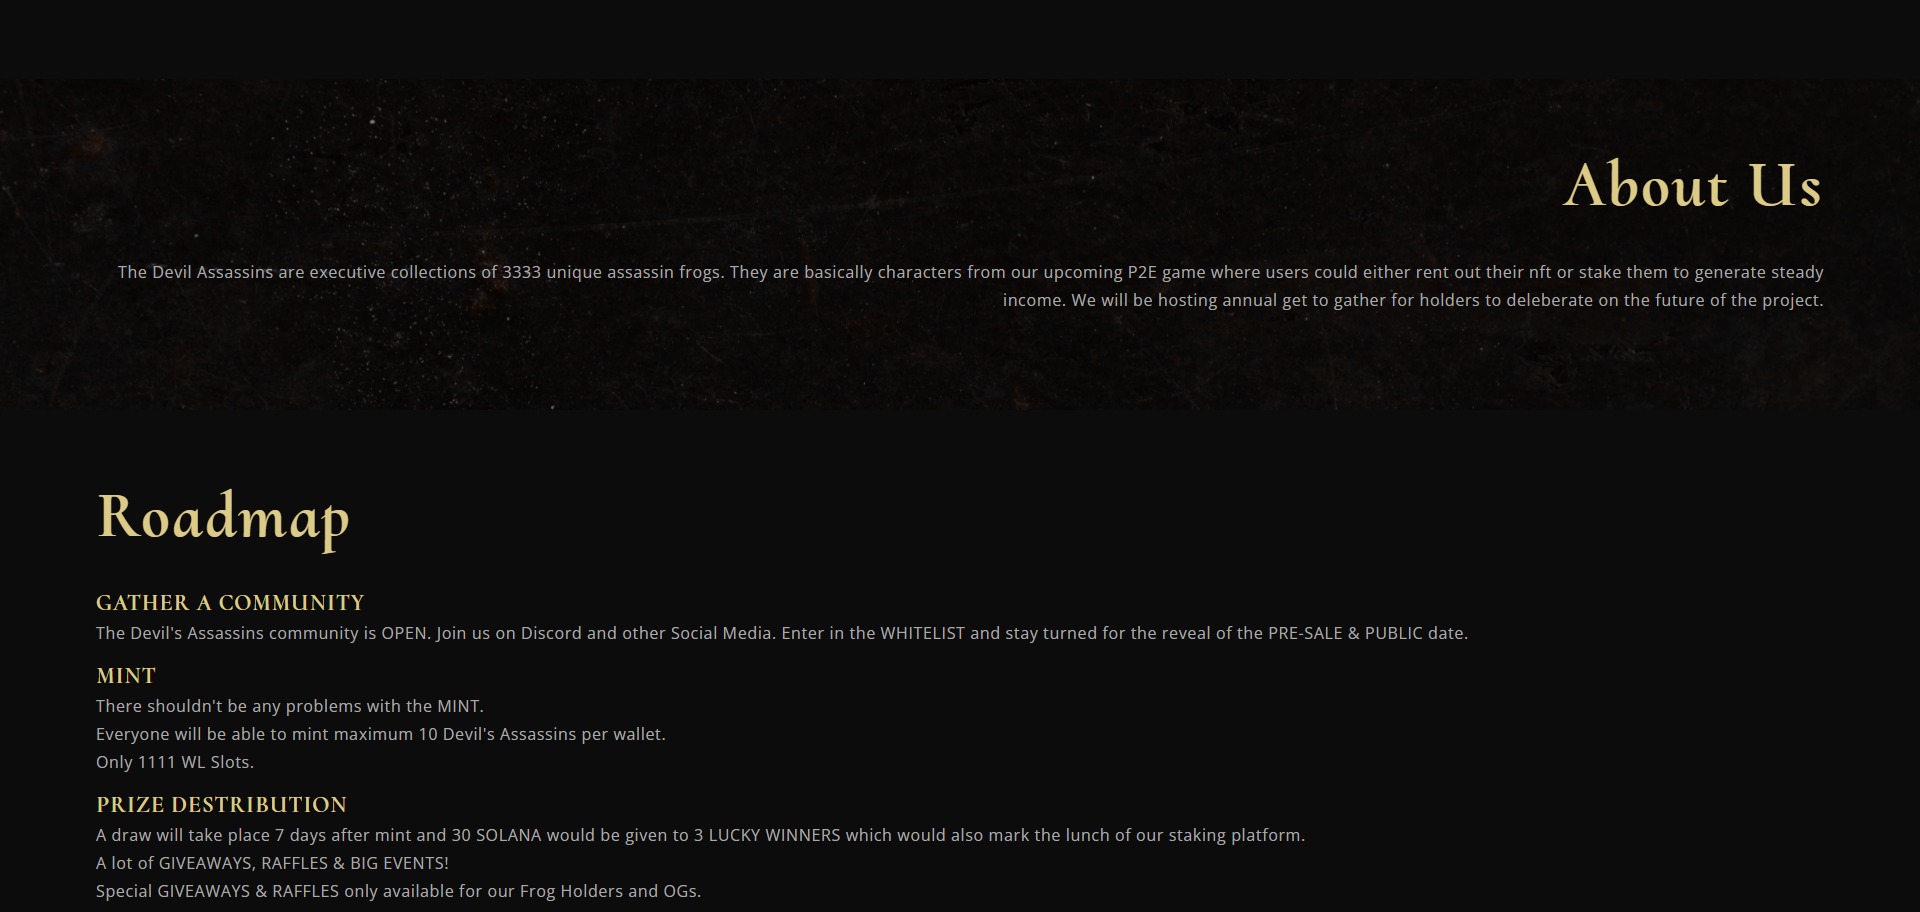 About Us
The Devil Assassins are executive collections of 3333 unique assassin frogs. They are basically characters from our upcoming P2E game where users could either rent out their nft or stake them to generate steady
income. We will be hosting annual get to gather for holders to deleberate on the future of the project.
Roadmap
GATHER A COMMUNITY
The Devil's Assassins community is OPEN. Join us on Discord and other Social Media. Enter in the WHITELIST and stay turned for the reveal of the PRE-SALE & PUBLIC date.
MINT
There shouldn't be any problems with the MINT.
Everyone will be able to mint maximum 10 Devil's Assassins per wallet.
Only 1111 WL Slots.
PRIZE DESTRIBUTION
A draw will take place 7 days after mint and 30 SOLANA would be given to 3 LUCKY WINNERS which would also mark the lunch of our staking platform.
A lot of GIVEAWAYS, RAFFLES & BIG EVENTS!
Special GIVEAWAYS & RAFFLES only available for our Frog Holders and OGs.